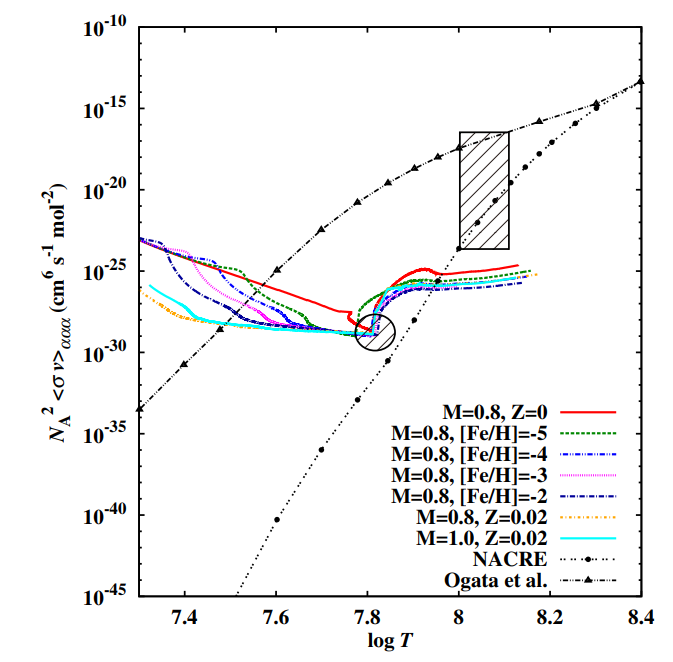 10^-10
10^-15
10^-20
10^-25
10^-30
10^-35
10^-40
10^-45
N_A^2 <σv>_ααα (cm^6 s^-1 mol^-2)
M=0.8, Z=0
M=0.8, [Fe/H]=-5
M=0.8, [Fe/H]=-4
M=0.8, [Fe/H]=-3
M=0.8, [Fe/H]=-2
M=0.8, Z=0.02
M=1.0, Z=0.02
NACRE
Ogata et al.
7.4 7.6 7.8 8 8.2 8.4
log T